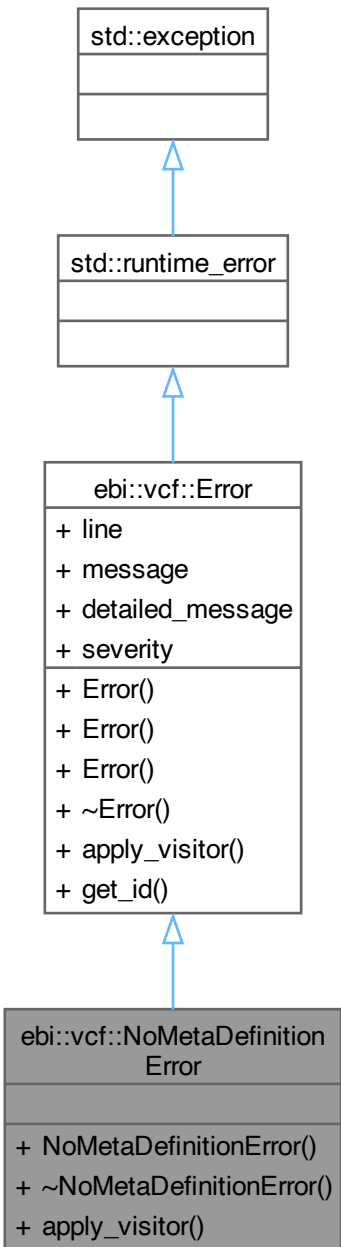 std::exception
std::runtime_error
ebi::vcf::Error
+ line
+ message
+ detailed_message
+ severity
+ Error()
+ Error()
+ Error()
+ ~Error()
+ apply_visitor()
+ get_id()
ebi::vcf::NoMetaDefinition
Error
+ NoMetaDefinitionError()
+ ~NoMetaDefinitionError()
+ apply_visitor()